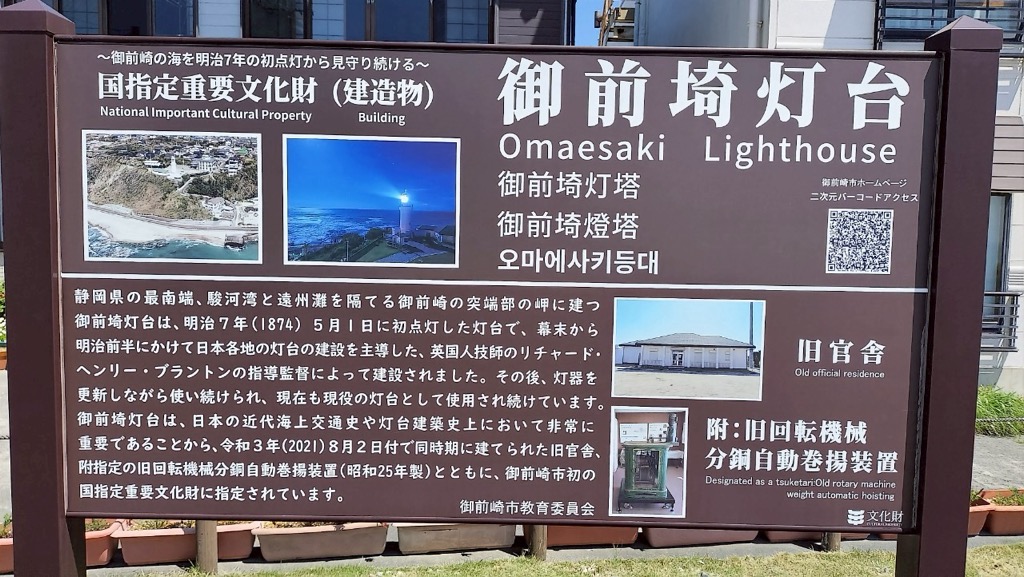 ～御前崎の海を明治7年の初点灯から見守り続ける～
国指定重要文化財（建造物）
National Important Cultural Property Building
御前埼灯台
Omaesaki Lighthouse
御前埼灯塔
御前埼燈塔
오마에사키등대
御前崎市ホームページ
二次元バーコードアクセス
静岡県の最南端、駿河湾と遠州灘を隔てる御前崎の突端部の岬に建つ
御前埼灯台は、明治７年(1874) ５月１日に初点灯した灯台で、幕末から
明治前半にかけて日本各地の灯台の建設を主導した、英国人技師のリチャード・
ヘンリー・ブラントンの指導監督によって建設されました。その後、灯器を
更新しながら使い続けられ、現在も現役の灯台として使用され続けています。
御前埼灯台は、日本の近代海上交通史や灯台建築史上において非常に
重要であることから、令和３年(2021)８月２日付で同時期に建てられた旧官舎、
附指定の旧回転機械分銅自動巻揚装置(昭和25年製)とともに、御前崎市初の
国指定重要文化財に指定されています。
御前崎市教育委員会
旧官舎
Old official residence
附：旧回転機械
分銅自動巻揚装置
Designated as a tsuketari:Old rotary machine
weight automatic hoisting
文化財
CULTURAL PROPERTY